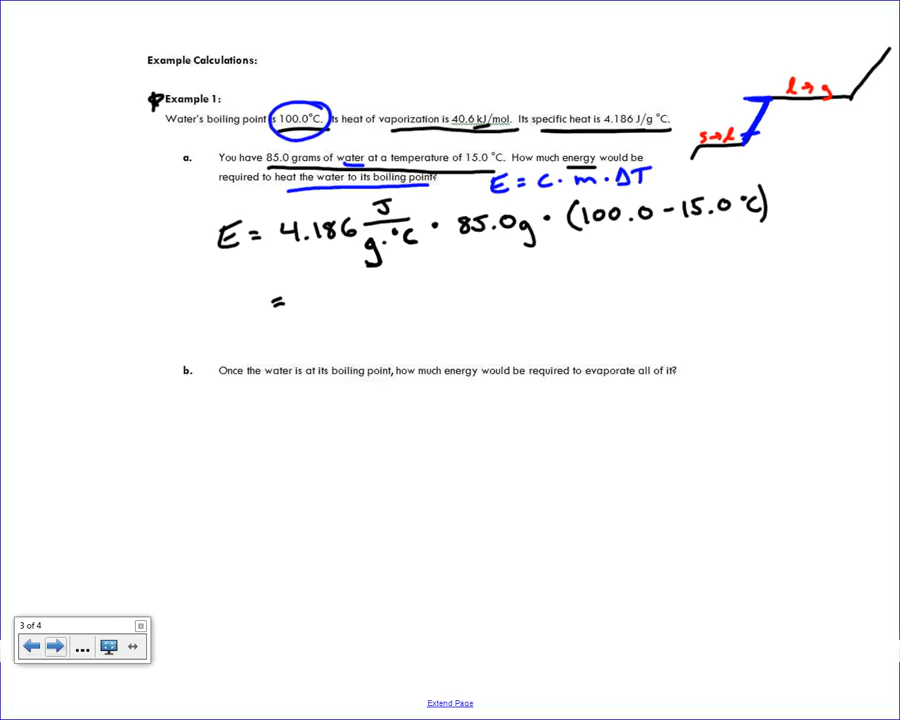 Example Calculations:
l → g
Example 1:
Water's boiling point is 100.0°C. Its heat of vaporization is 40.6 kJ/mol. Its specific heat is 4.186 J/g °C.
s → l
a. You have 85.0 grams of water at a temperature of 15.0 °C. How much energy would be
required to heat the water to its boiling point?
E = C · m · ΔT
E = 4.186 J/g·°C · 85.0g · (100.0 - 15.0 °C)
=
b. Once the water is at its boiling point, how much energy would be required to evaporate all of it?
3 of 4
...
Extend Page